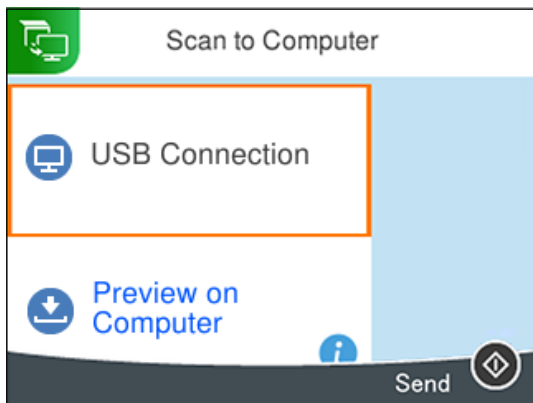 Scan to Computer
USB Connection
Preview on
Computer
i
Send